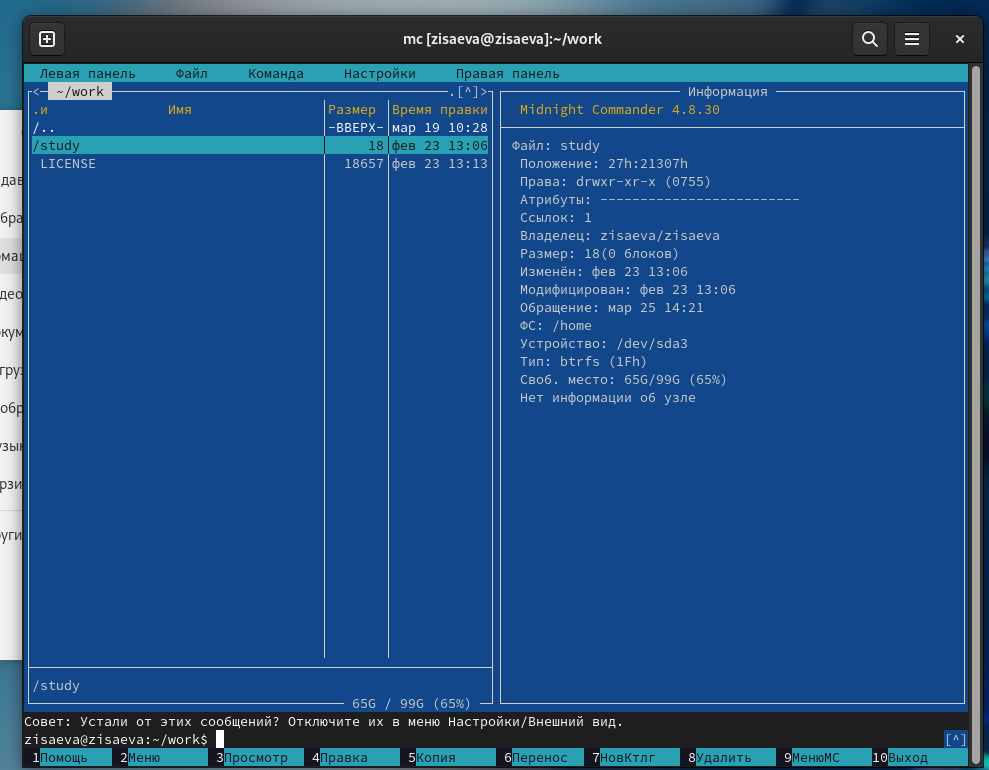 mc [zisaeva@zisaeva]:~/work
Левая панель Файл Команда Настройки Правая панель
<─ ~/work .[^]>
.и Имя Размер Время правки
/.. -ВВЕРХ- мар 19 10:28
/study 18 фев 23 13:06
LICENSE 18657 фев 23 13:13
/study
65G / 99G (65%)
Информация
Midnight Commander 4.8.30
Файл: study
Положение: 27h:21307h
Права: drwxr-xr-x (0755)
Атрибуты: -------------------------
Ссылок: 1
Владелец: zisaeva/zisaeva
Размер: 18(0 блоков)
Изменён: фев 23 13:06
Модифицирован: фев 23 13:06
Обращение: мар 25 14:21
ФС: /home
Устройство: /dev/sda3
Тип: btrfs (1Fh)
Своб. место: 65G/99G (65%)
Нет информации об узле
Совет: Устали от этих сообщений? Отключите их в меню Настройки/Внешний вид.
zisaeva@zisaeva:~/work$ [^]
1Помощь 2Меню 3Просмотр 4Правка 5Копия 6Перенос 7НовКтлг 8Удалить 9МенюМС 10Выход